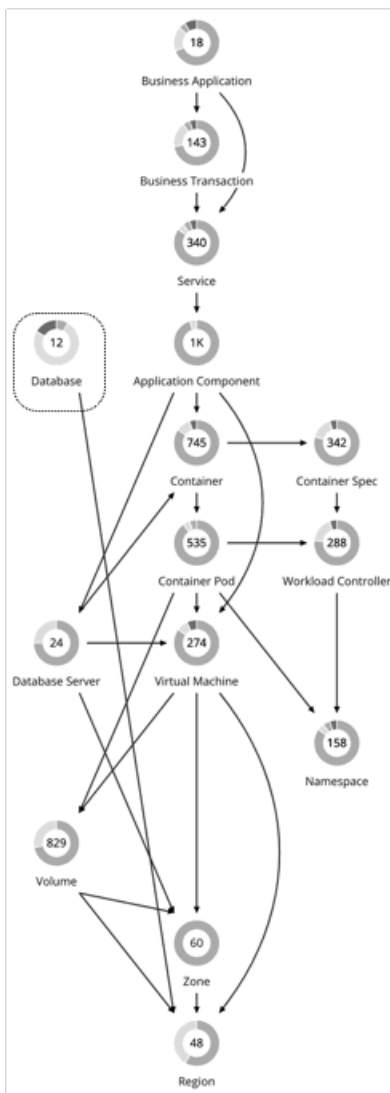 18
Business Application
143
Business Transaction
340
Service
12
Database
1K
Application Component
745
Container
342
Container Spec
535
Container Pod
288
Workload Controller
24
Database Server
274
Virtual Machine
158
Namespace
829
Volume
60
Zone
48
Region